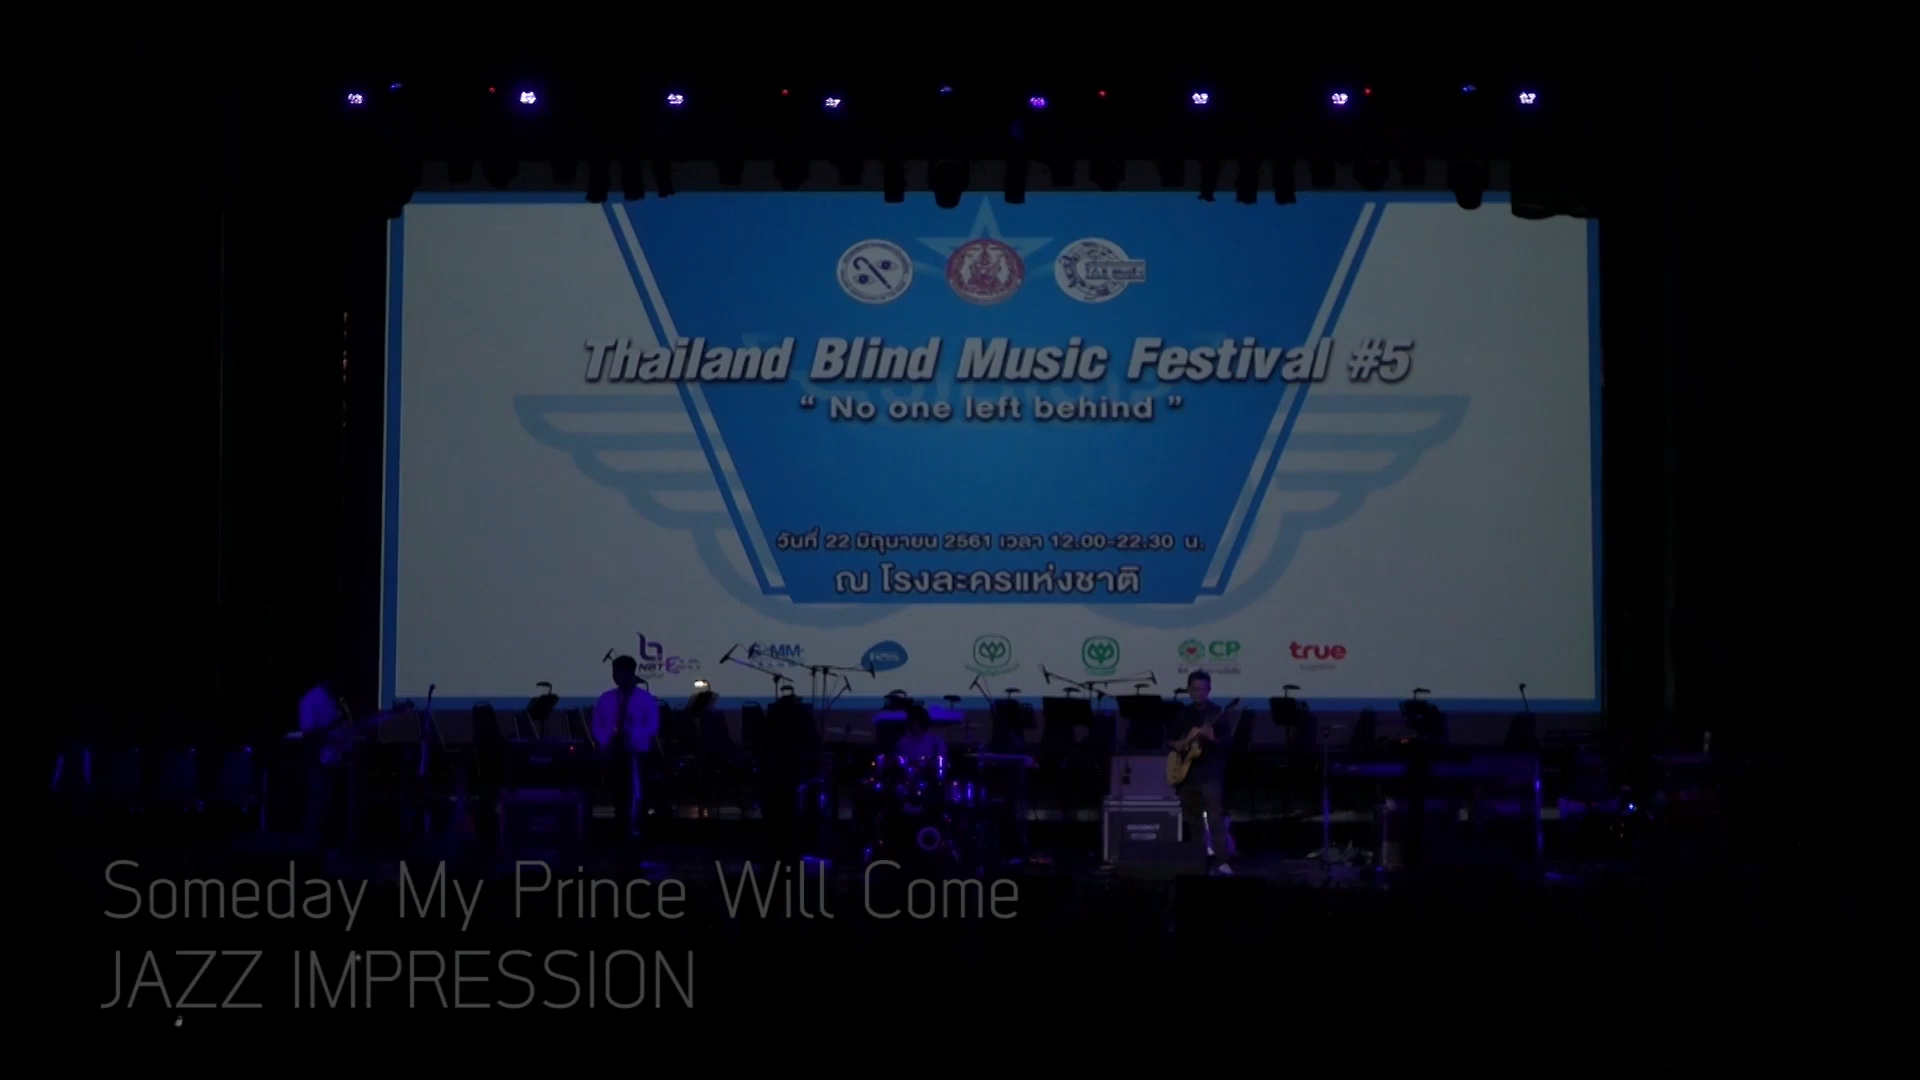 Thailand Blind Music Festival #5
“ No one left behind ”
วันที่ 22 มิถุนายน 2561 เวลา 12.00-22.30 น.
ณ โรงละครแห่งชาติ
NBT
MM
CP
true
Someday My Prince Will Come
JAZZ IMPRESSION